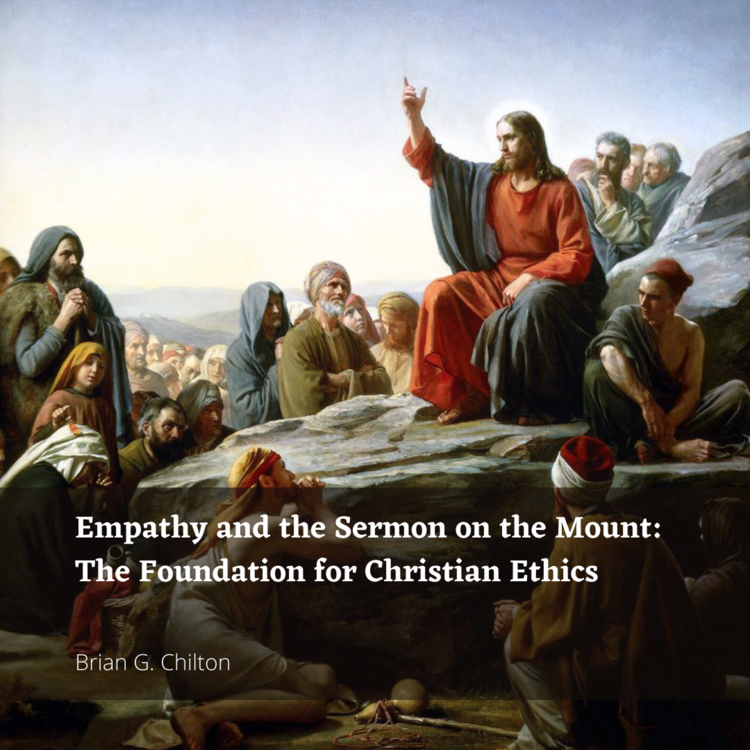 Empathy and the Sermon on the Mount:
The Foundation for Christian Ethics
Brian G. Chilton